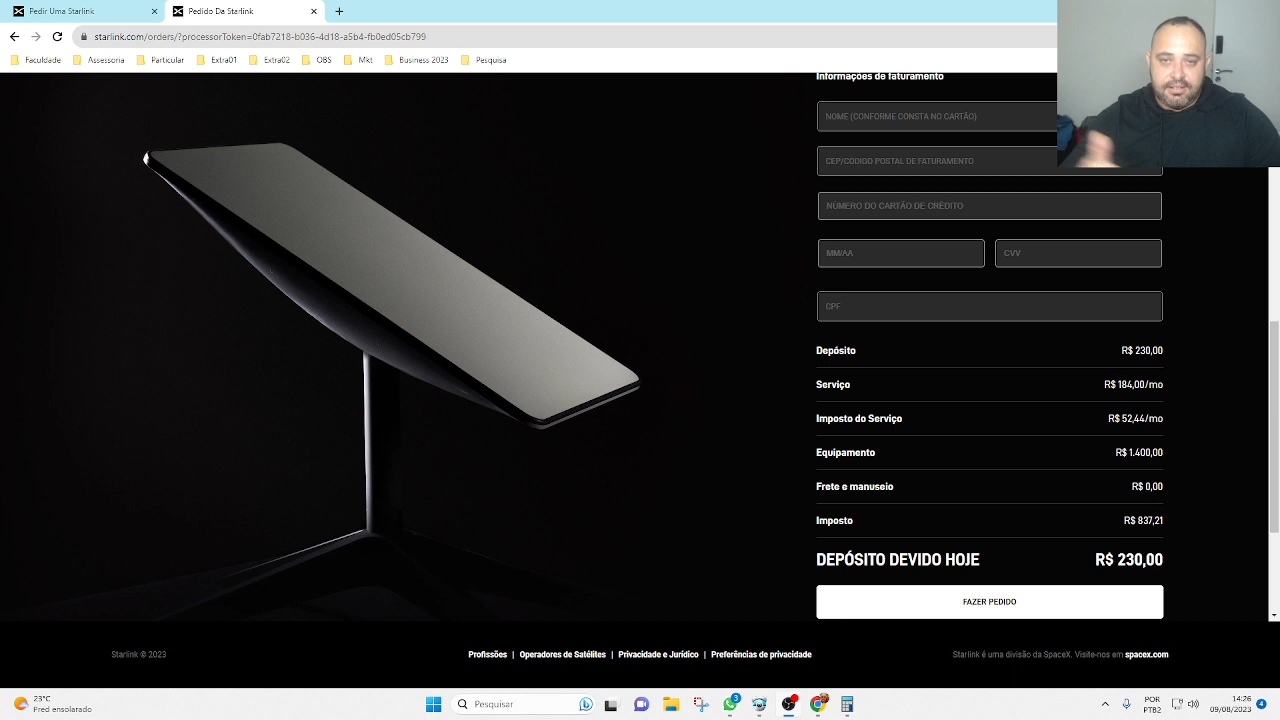 Pedir Uma Starlink
Pedido Da Starlink
starlink.com/orders/?processorToken=0fab7218-b036-4d18-a5b4-fb0ed05cb799
Faculdade
Assessoria
Particular
Extra01
Extra02
OBS
Mkt
Business 2023
Pesquisa
Informações de faturamento
NOME (CONFORME CONSTA NO CARTÃO)
CEP/CÓDIGO POSTAL DE FATURAMENTO
NÚMERO DO CARTÃO DE CRÉDITO
MM/AA
CVV
CPF
Depósito R$ 230,00
Serviço R$ 184,00/mo
Imposto do Serviço R$ 52,44/mo
Equipamento R$ 1.400,00
Frete e manuseio R$ 0,00
Imposto R$ 837,21
DEPÓSITO DEVIDO HOJE R$ 230,00
FAZER PEDIDO
Starlink © 2023
Profissões | Operadores de Satélites | Privacidade e Jurídico | Preferências de privacidade
Starlink é uma divisão da SpaceX. Visite-nos em spacex.com
23°C
Pred ensolarado
Pesquisar
3
POR
PTB2
14:26
09/08/2023
4